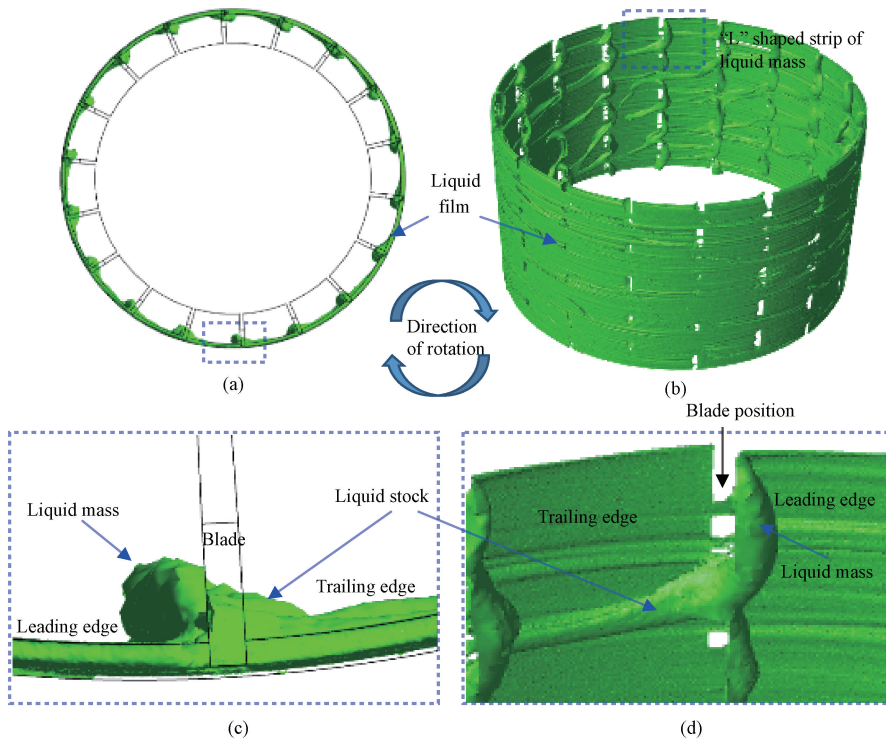 “L” shaped strip of
liquid mass
Liquid
film
Direction
of rotation
(a)
(b)
Blade position
Liquid mass
Liquid stock
Blade
Trailing edge
Leading edge
Trailing edge
Leading edge
Liquid mass
(c)
(d)